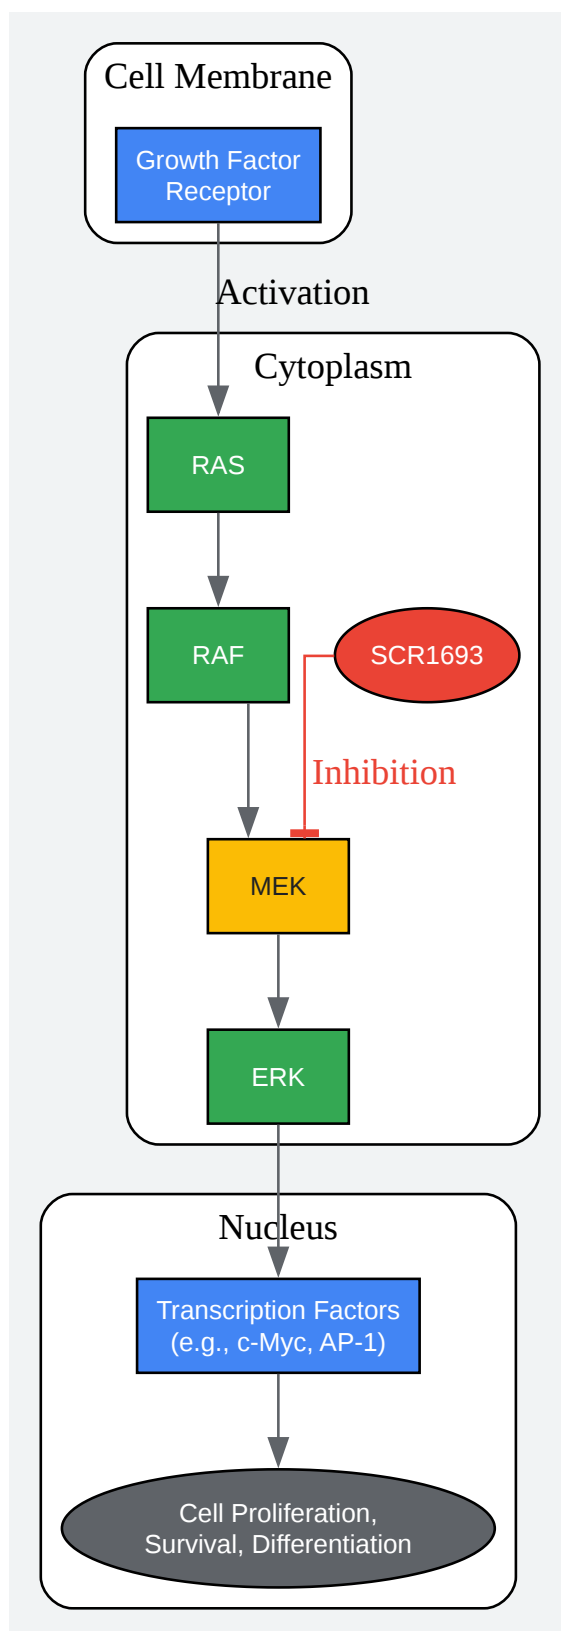 Cell Membrane
Growth Factor
Receptor
Activation
Cytoplasm
RAS
RAF
SCR1693
Inhibition
MEK
ERK
Nucleus
Transcription Factors
(e.g., c-Myc, AP-1)
Cell Proliferation,
Survival, Differentiation